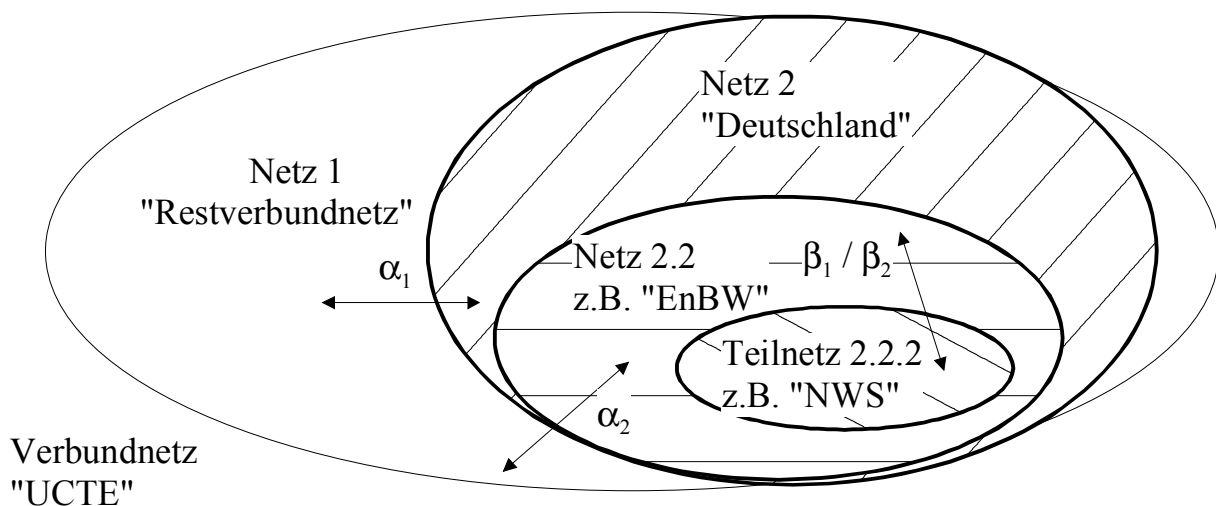 Netz 2
"Deutschland"
Netz 1
"Restverbundnetz"
α₁
Netz 2.2
z.B. "EnBW"
β₁ / β₂
Teilnetz 2.2.2
z.B. "NWS"
α₂
Verbundnetz
"UCTE"